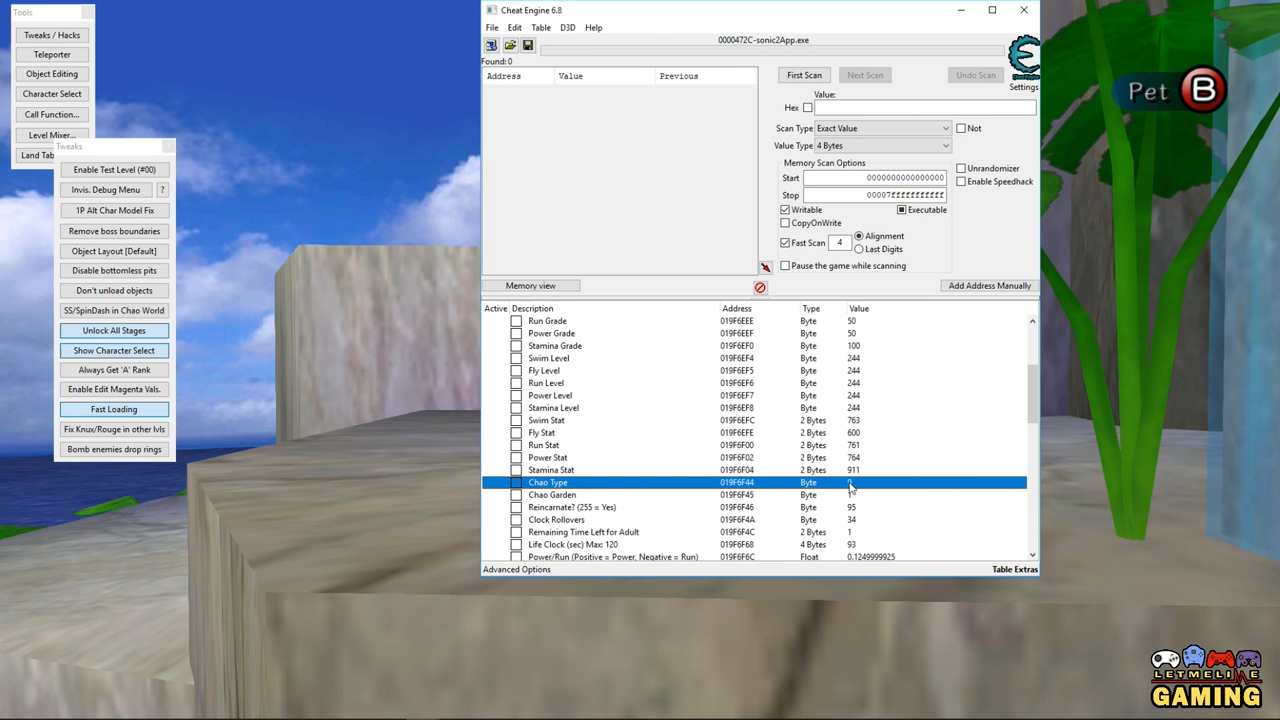 Tools
Tweaks / Hacks
Teleporter
Object Editing
Character Select
Call Function...
Level Mixer...
Land Tab
Tweaks
Enable Test Level (#00)
Invis. Debug Menu ?
1P Alt Char Model Fix
Remove boss boundaries
Object Layout [Default]
Disable bottomless pits
Don't unload objects
SS/SpinDash in Chao World
Unlock All Stages
Show Character Select
Always Get 'A' Rank
Enable Edit Magenta Vals.
Fast Loading
Fix Knux/Rouge in other lvls
Bomb enemies drop rings
Cheat Engine 6.8
File Edit Table D3D Help
0000472C-sonic2App.exe
Found: 0
Address Value Previous
First Scan Next Scan Undo Scan
Settings
Value:
Hex
Scan Type Exact Value Not
Value Type 4 Bytes
Memory Scan Options
Start 0000000000000000
Stop 00007fffffffffff
Unrandomizer
Enable Speedhack
Writable Executable
CopyOnWrite
Fast Scan 4 Alignment
Last Digits
Pause the game while scanning
Memory view Add Address Manually
Active Description Address Type Value
Run Grade 019F6EEE Byte 50
Power Grade 019F6EEF Byte 50
Stamina Grade 019F6EF0 Byte 100
Swim Level 019F6EF4 Byte 244
Fly Level 019F6EF5 Byte 244
Run Level 019F6EF6 Byte 244
Power Level 019F6EF7 Byte 244
Stamina Level 019F6EF8 Byte 244
Swim Stat 019F6EFC 2 Bytes 763
Fly Stat 019F6EFE 2 Bytes 600
Run Stat 019F6F00 2 Bytes 761
Power Stat 019F6F02 2 Bytes 764
Stamina Stat 019F6F04 2 Bytes 911
Chao Type 019F6F44 Byte
Chao Garden 019F6F45 Byte 1
Reincarnate? (255 = Yes) 019F6F46 Byte 95
Clock Rollovers 019F6F4A Byte 34
Remaining Time Left for Adult 019F6F4C 2 Bytes 1
Life Clock (sec) Max: 120 019F6F68 4 Bytes 93
Power/Run (Positive = Power, Negative = Run) 019F6F6C Float 0.1249999925
Advanced Options Table Extras
Pet B
LETMELIVE
GAMING